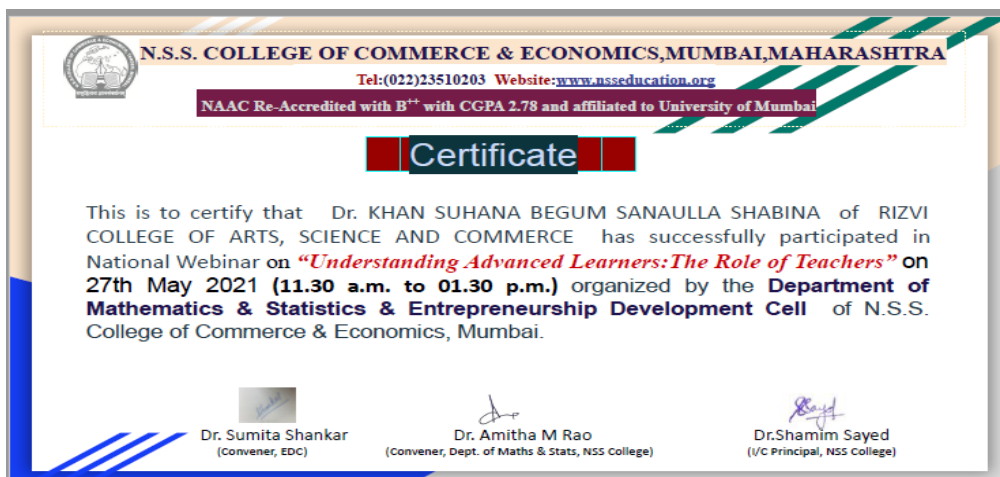 N.S.S. COLLEGE OF COMMERCE & ECONOMICS,MUMBAI,MAHARASHTRA
Tel:(022)23510203 Website:www.nsseducation.org
NAAC Re-Accredited with B++ with CGPA 2.78 and affiliated to University of Mumbai
Certificate
This is to certify that Dr. KHAN SUHANA BEGUM SANAULLA SHABINA of RIZVI
COLLEGE OF ARTS, SCIENCE AND COMMERCE has successfully participated in
National Webinar on “Understanding Advanced Learners:The Role of Teachers” on
27th May 2021 (11.30 a.m. to 01.30 p.m.) organized by the Department of
Mathematics & Statistics & Entrepreneurship Development Cell of N.S.S.
College of Commerce & Economics, Mumbai.
Dr. Sumita Shankar Dr. Amitha M Rao Dr.Shamim Sayed
(Convener, EDC) (Convener, Dept. of Maths & Stats, NSS College) (I/C Principal, NSS College)